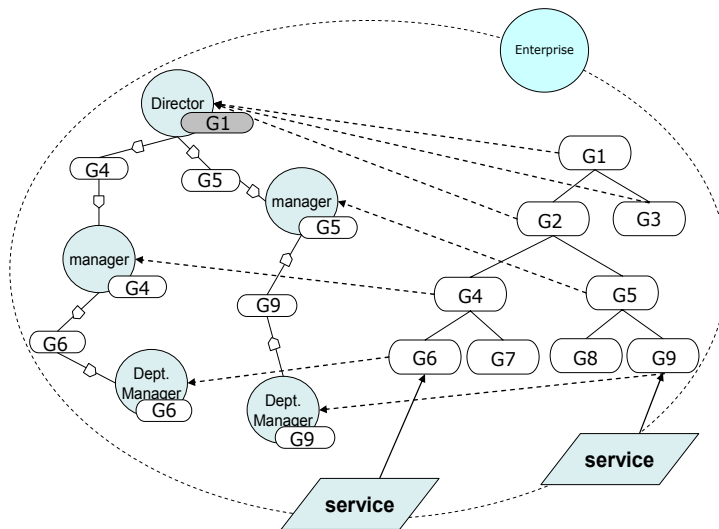 Enterprise
Director
G1
G4
G5
manager
G5
manager
G4
G9
G6
Dept.
Manager
G6
Dept.
Manager
G9
G1
G2
G3
G4
G5
G6
G7
G8
G9
service
service